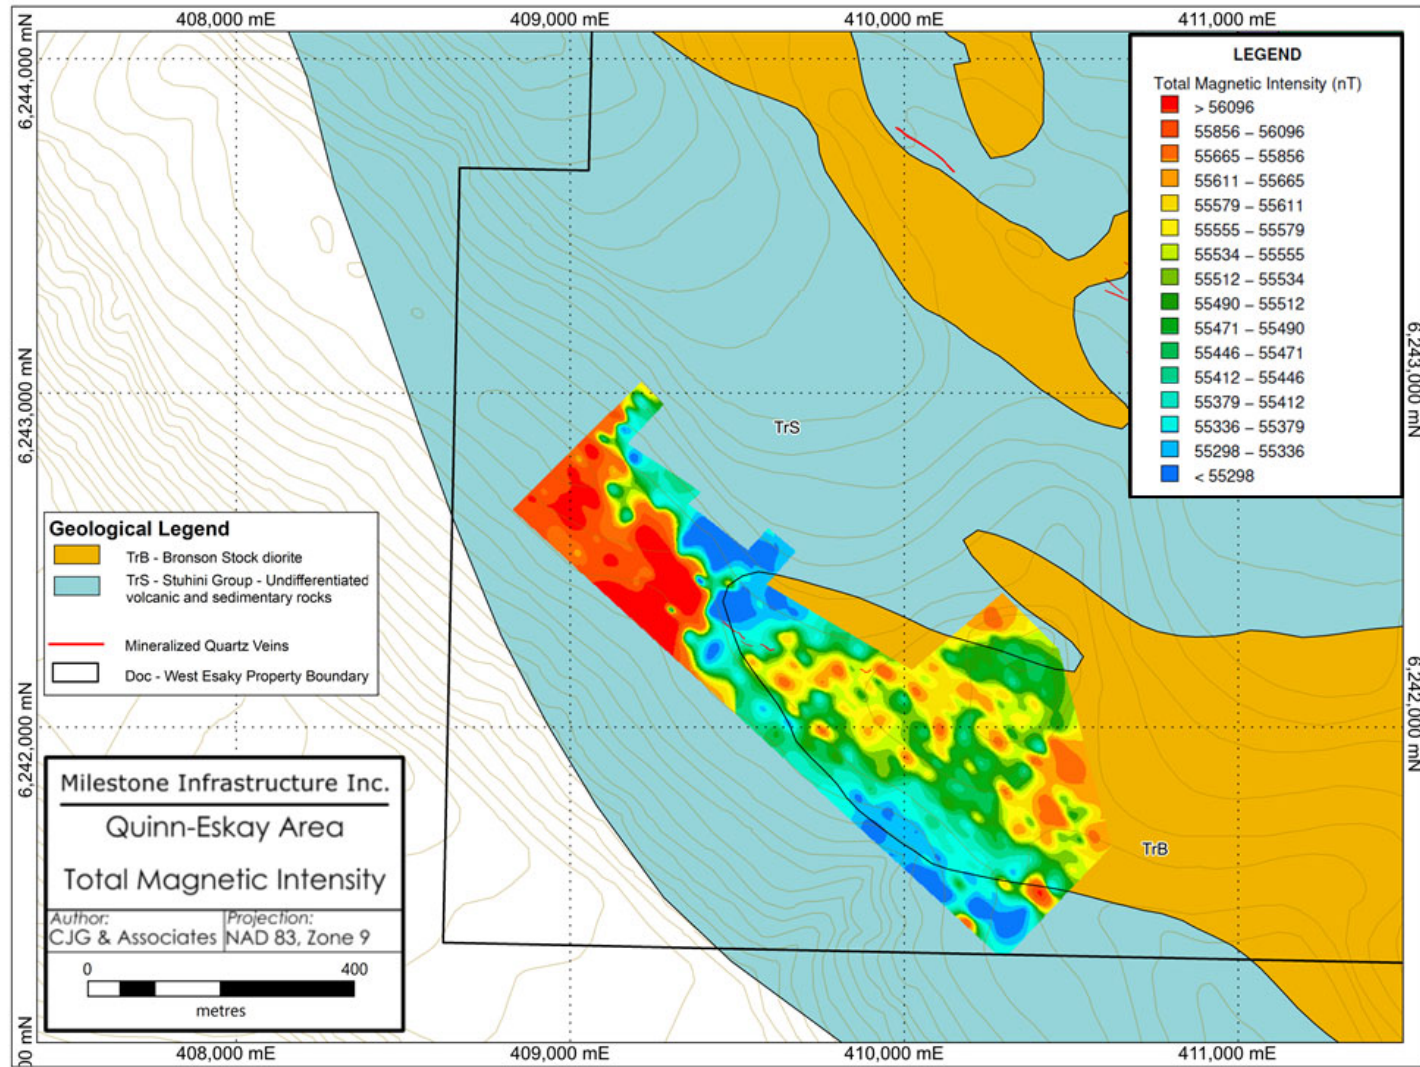 408,000 mE
409,000 mE
410,000 mE
411,000 mE
6,244,000 mN
6,243,000 mN
6,242,000 mN
00 mN
6,243,000 mN
6,242,000 mN
LEGEND
Total Magnetic Intensity (nT)
> 56096
55856 – 56096
55665 – 55856
55611 – 55665
55579 – 55611
55555 – 55579
55534 – 55555
55512 – 55534
55490 – 55512
55471 – 55490
55446 – 55471
55412 – 55446
55379 – 55412
55336 – 55379
55298 – 55336
< 55298
TrS
TrB
Geological Legend
TrB - Bronson Stock diorite
TrS - Stuhini Group - Undifferentiated
volcanic and sedimentary rocks
Mineralized Quartz Veins
Doc - West Esaky Property Boundary
Milestone Infrastructure Inc.
Quinn-Eskay Area
Total Magnetic Intensity
Author:
CJG & Associates
Projection:
NAD 83, Zone 9
0 400
metres
408,000 mE
409,000 mE
410,000 mE
411,000 mE